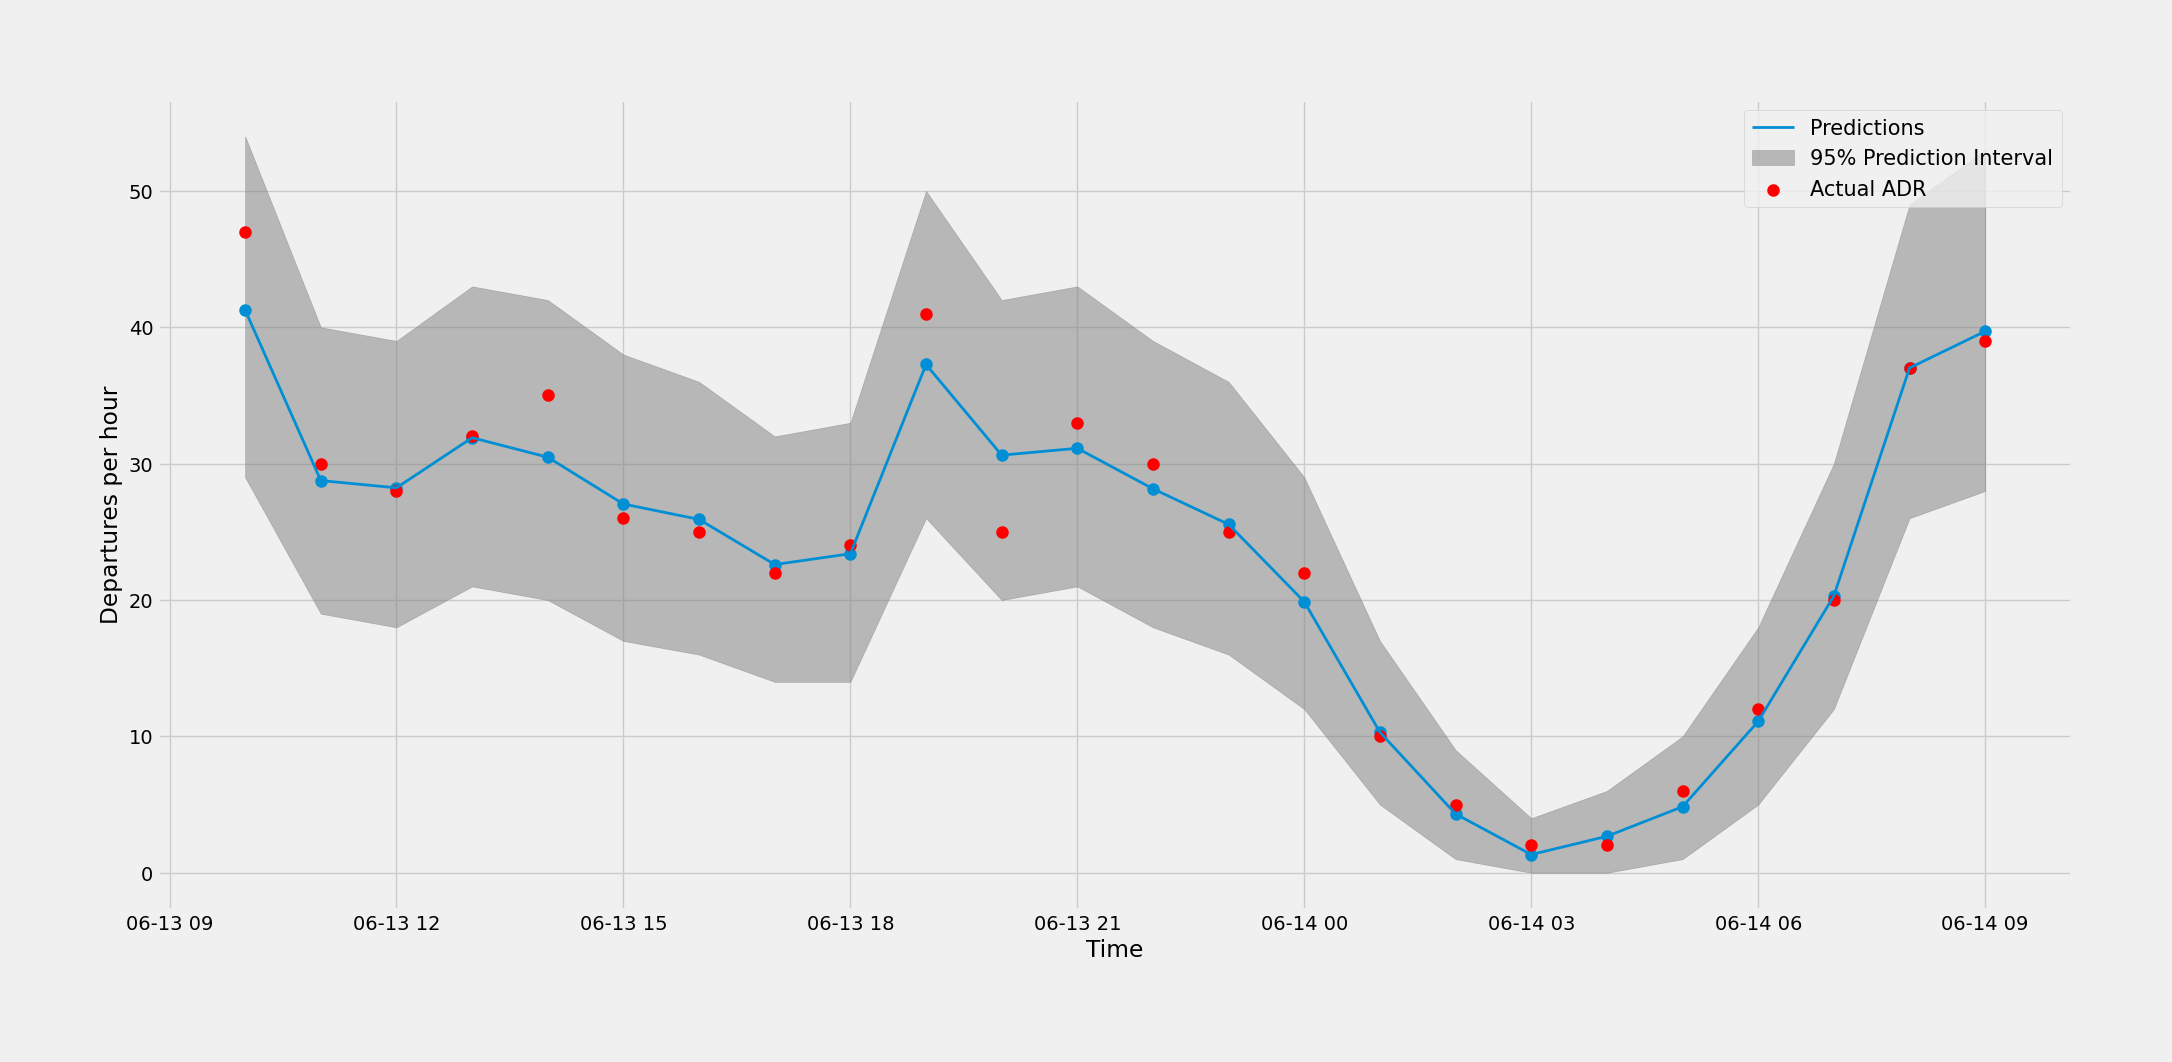 Predictions
95% Prediction Interval
Actual ADR
Departures per hour
50
40
30
20
10
0
06-13 09 06-13 12 06-13 15 06-13 18 06-13 21 06-14 00 06-14 03 06-14 06 06-14 09
Time